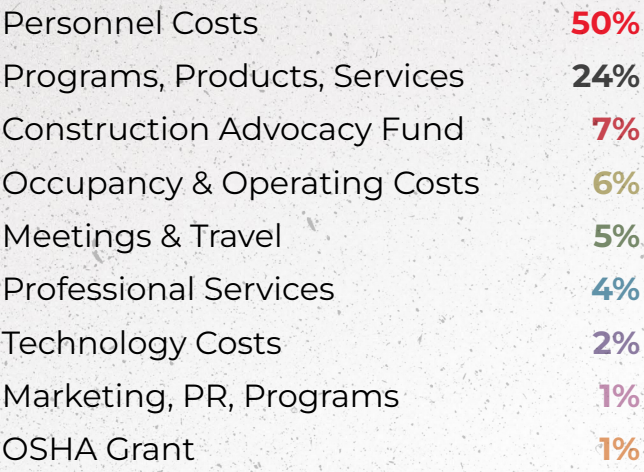 Personnel Costs 50%
Programs, Products, Services 24%
Construction Advocacy Fund 7%
Occupancy & Operating Costs 6%
Meetings & Travel 5%
Professional Services 4%
Technology Costs 2%
Marketing, PR, Programs 1%
OSHA Grant 1%